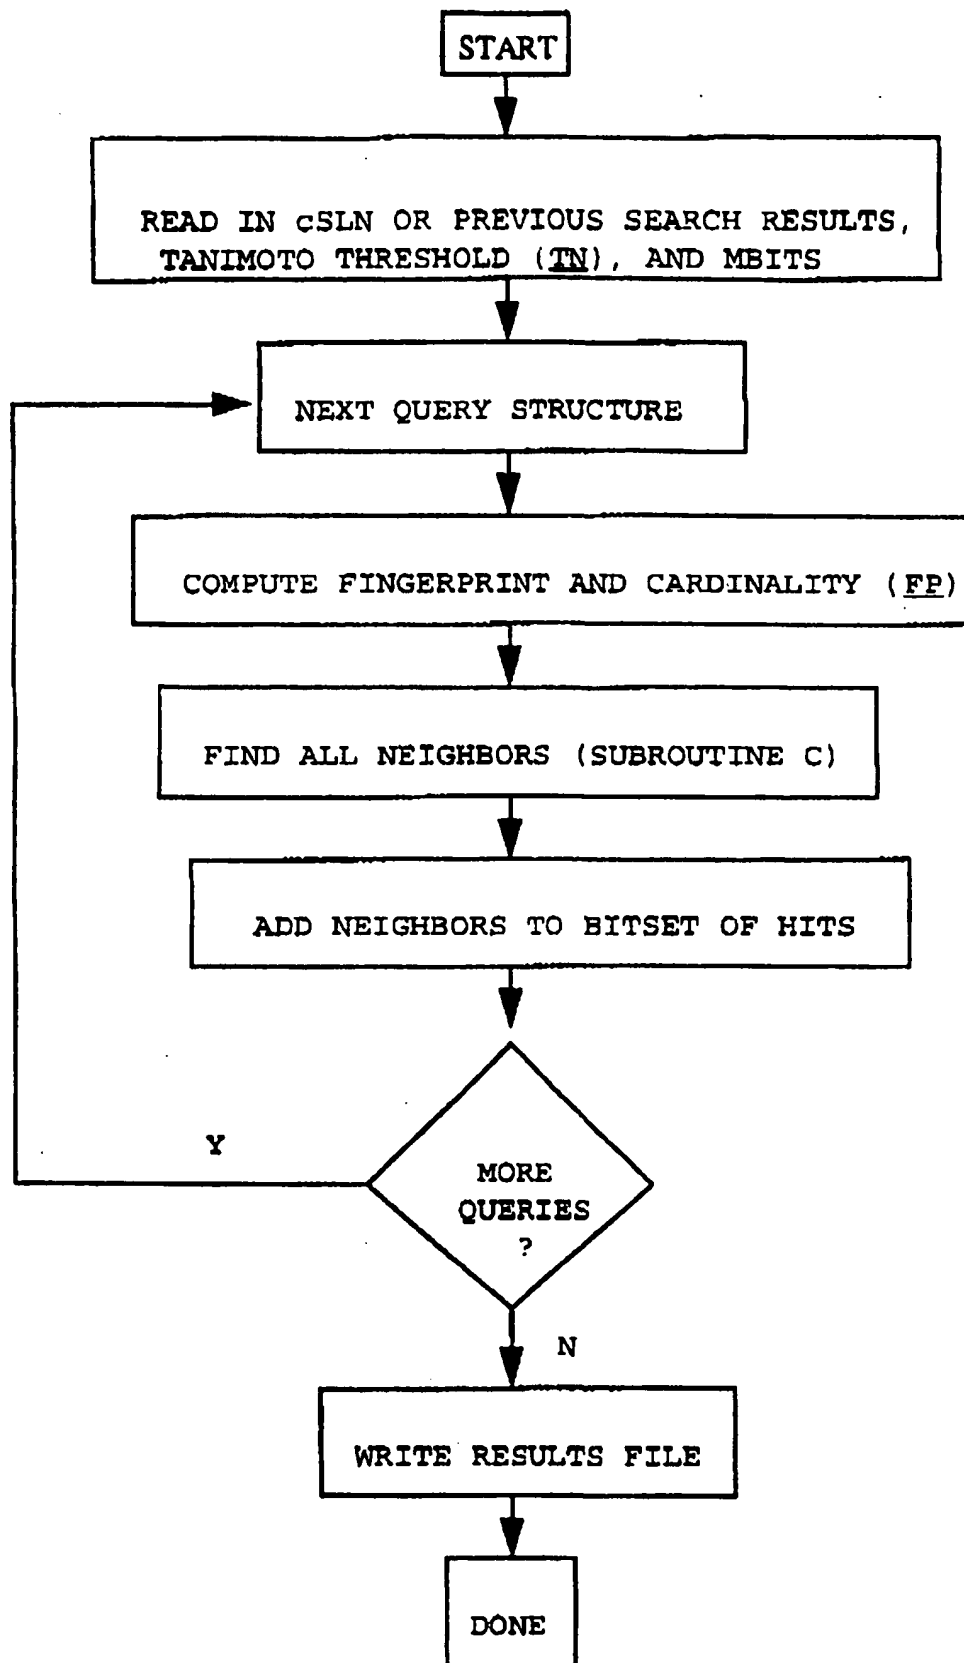 START
READ IN cSLN OR PREVIOUS SEARCH RESULTS,
TANIMOTO THRESHOLD (TN), AND MBITS
NEXT QUERY STRUCTURE
COMPUTE FINGERPRINT AND CARDINALITY (FP)
FIND ALL NEIGHBORS (SUBROUTINE C)
ADD NEIGHBORS TO BITSET OF HITS
Y
MORE
QUERIES
?
N
WRITE RESULTS FILE
DONE